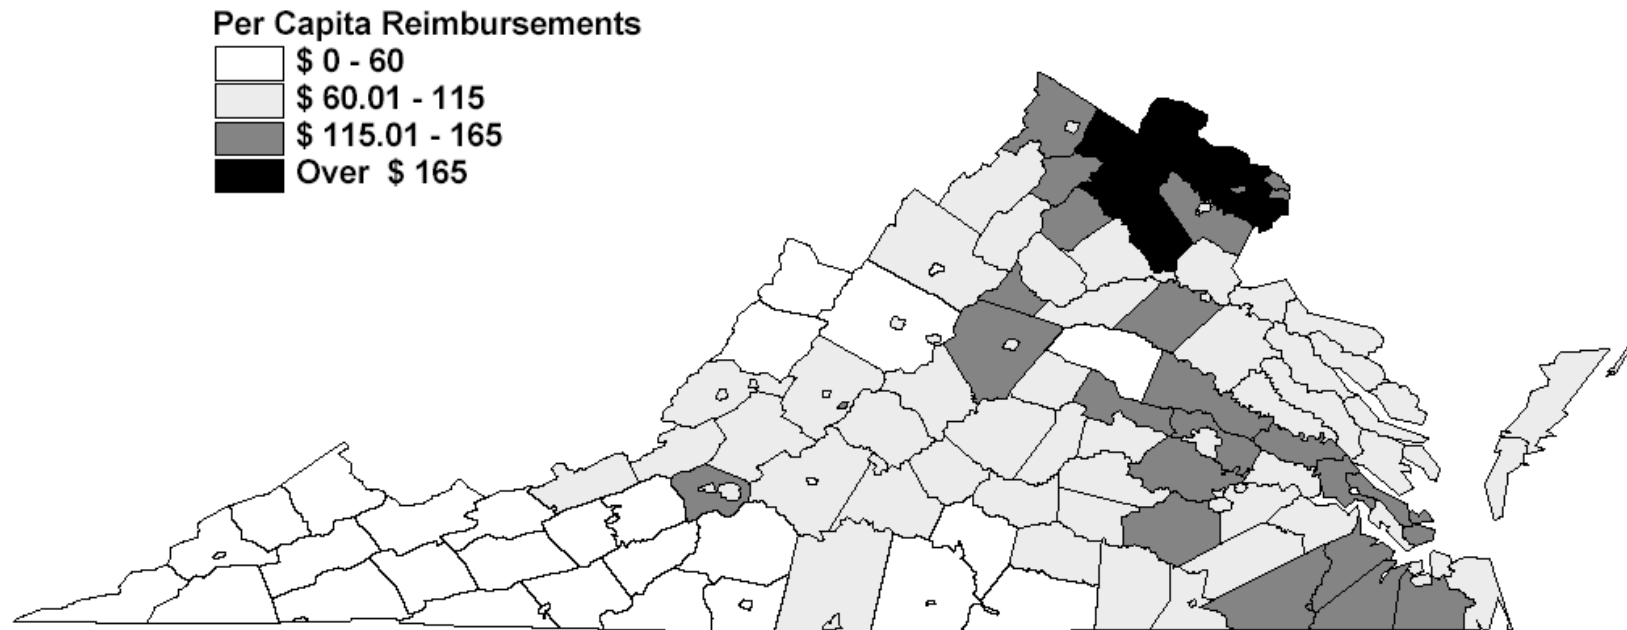 Per Capita Reimbursements
$ 0 - 60
$ 60.01 - 115
$ 115.01 - 165
Over $ 165